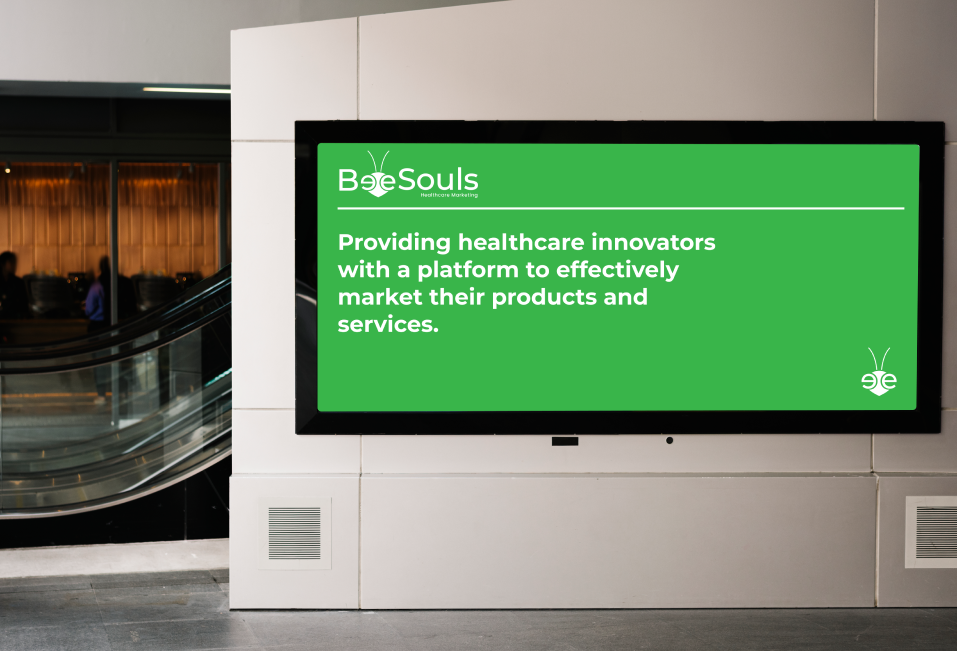 BeeSouls
Healthcare Marketing
Providing healthcare innovators
with a platform to effectively
market their products and
services.